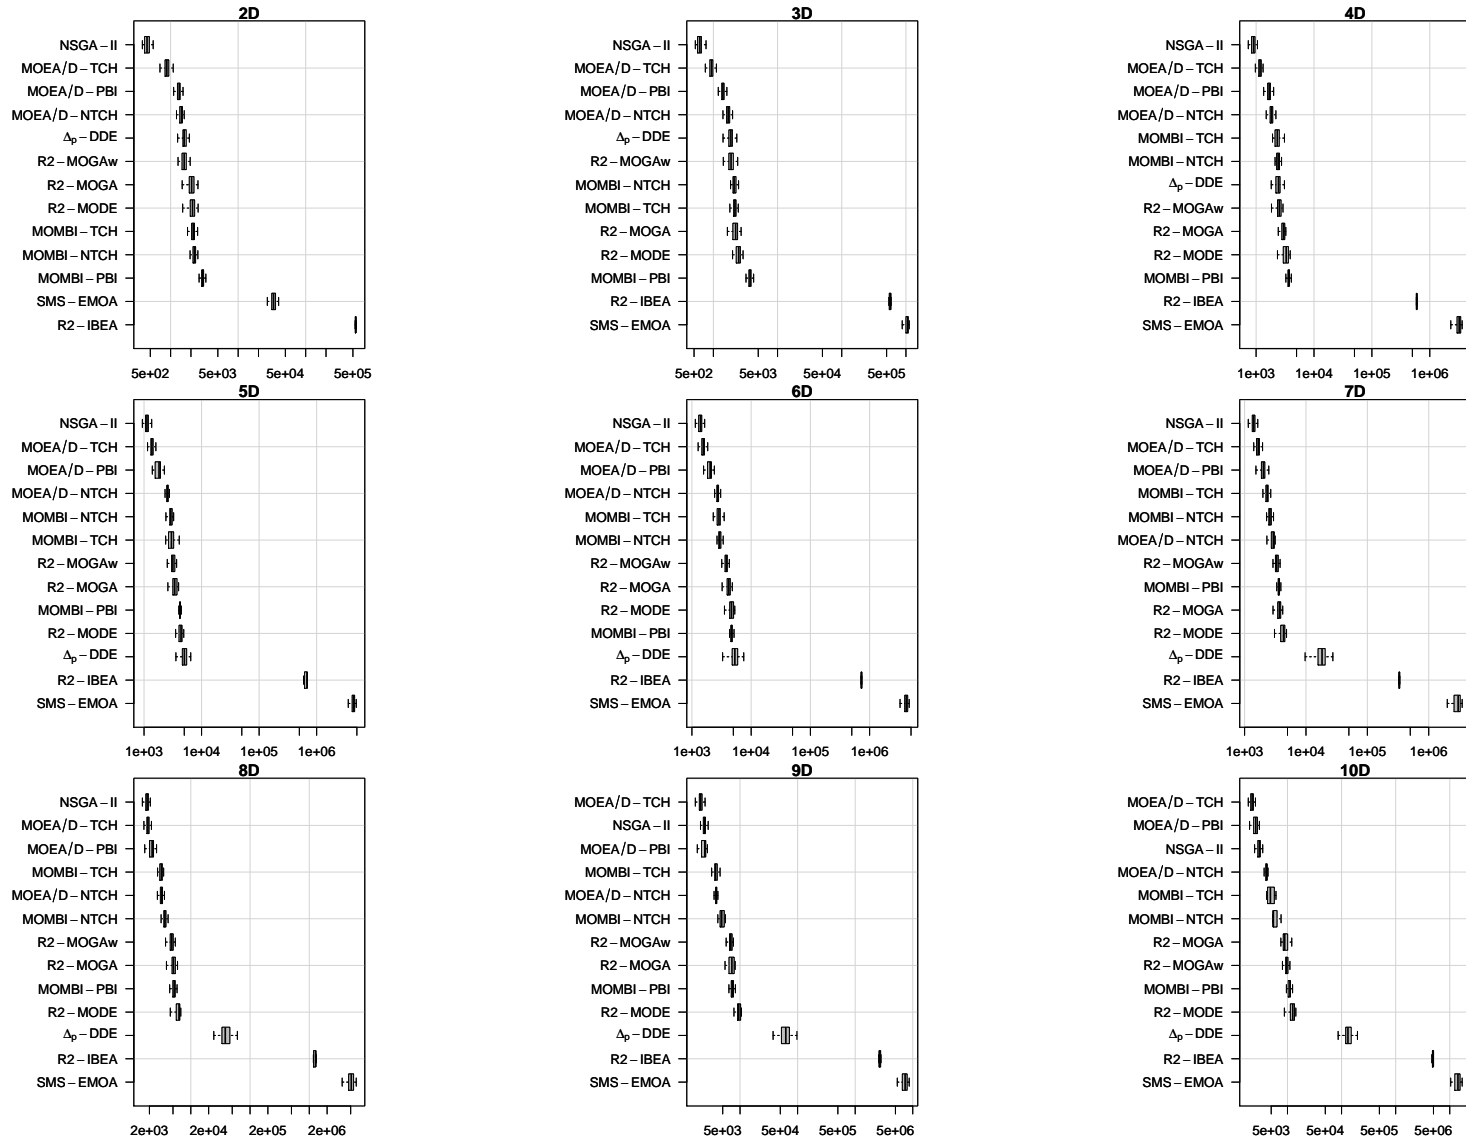 2D
NSGA−II
MOEA/D−TCH
MOEA/D−PBI
MOEA/D−NTCH
Δp−DDE
R2−MOGAw
R2−MOGA
R2−MODE
MOMBI−TCH
MOMBI−NTCH
MOMBI−PBI
SMS−EMOA
R2−IBEA
5e+02 5e+03 5e+04 5e+05
3D
NSGA−II
MOEA/D−TCH
MOEA/D−PBI
MOEA/D−NTCH
Δp−DDE
R2−MOGAw
MOMBI−NTCH
MOMBI−TCH
R2−MOGA
R2−MODE
MOMBI−PBI
R2−IBEA
SMS−EMOA
5e+02 5e+03 5e+04 5e+05
4D
NSGA−II
MOEA/D−TCH
MOEA/D−PBI
MOEA/D−NTCH
MOMBI−TCH
MOMBI−NTCH
Δp−DDE
R2−MOGAw
R2−MOGA
R2−MODE
MOMBI−PBI
R2−IBEA
SMS−EMOA
1e+03 1e+04 1e+05 1e+06
5D
NSGA−II
MOEA/D−TCH
MOEA/D−PBI
MOEA/D−NTCH
MOMBI−NTCH
MOMBI−TCH
R2−MOGAw
R2−MOGA
MOMBI−PBI
R2−MODE
Δp−DDE
R2−IBEA
SMS−EMOA
1e+03 1e+04 1e+05 1e+06
6D
NSGA−II
MOEA/D−TCH
MOEA/D−PBI
MOEA/D−NTCH
MOMBI−TCH
MOMBI−NTCH
R2−MOGAw
R2−MOGA
R2−MODE
MOMBI−PBI
Δp−DDE
R2−IBEA
SMS−EMOA
1e+03 1e+04 1e+05 1e+06
7D
NSGA−II
MOEA/D−TCH
MOEA/D−PBI
MOMBI−TCH
MOMBI−NTCH
MOEA/D−NTCH
R2−MOGAw
MOMBI−PBI
R2−MOGA
R2−MODE
Δp−DDE
R2−IBEA
SMS−EMOA
1e+03 1e+04 1e+05 1e+06
8D
NSGA−II
MOEA/D−TCH
MOEA/D−PBI
MOMBI−TCH
MOEA/D−NTCH
MOMBI−NTCH
R2−MOGAw
R2−MOGA
MOMBI−PBI
R2−MODE
Δp−DDE
R2−IBEA
SMS−EMOA
2e+03 2e+04 2e+05 2e+06
9D
MOEA/D−TCH
NSGA−II
MOEA/D−PBI
MOMBI−TCH
MOEA/D−NTCH
MOMBI−NTCH
R2−MOGAw
R2−MOGA
MOMBI−PBI
R2−MODE
Δp−DDE
R2−IBEA
SMS−EMOA
5e+03 5e+04 5e+05 5e+06
10D
MOEA/D−TCH
MOEA/D−PBI
NSGA−II
MOEA/D−NTCH
MOMBI−TCH
MOMBI−NTCH
R2−MOGA
R2−MOGAw
MOMBI−PBI
R2−MODE
Δp−DDE
R2−IBEA
SMS−EMOA
5e+03 5e+04 5e+05 5e+06